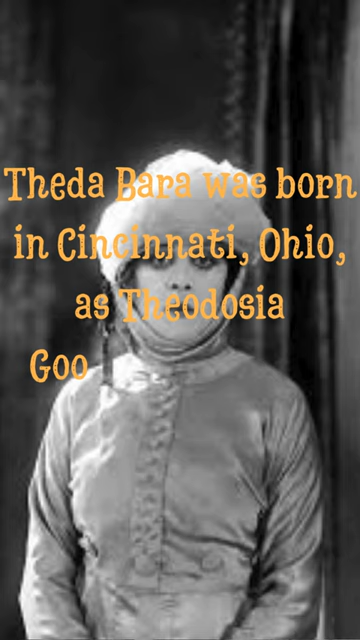 Theda Bara was born
in Cincinnati, Ohio,
as Theodosia
Goo